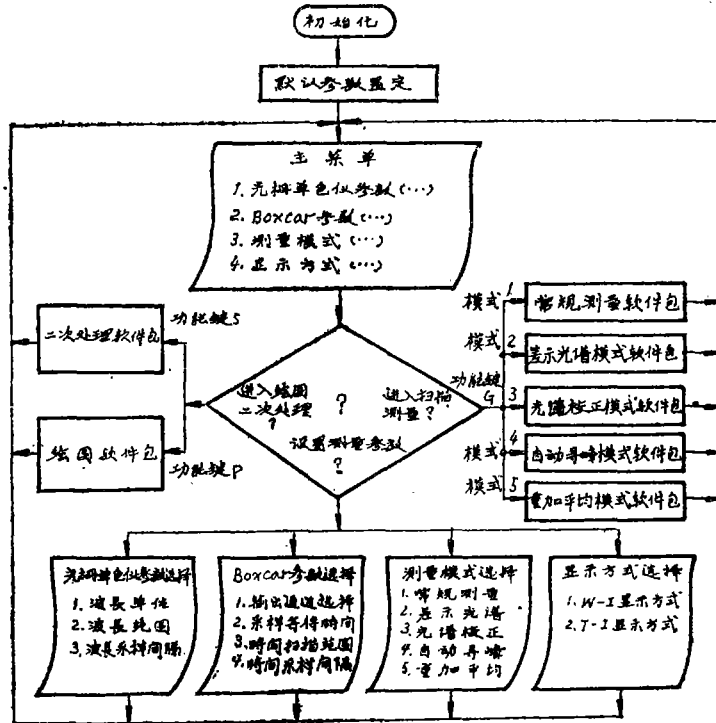 初始化
默认参数置定
主菜单
1. 光栅单色仪参数(...)
2. Boxcar参数(...)
3. 测量模式(...)
4. 显示方式(...)
二次处理软件包
功能键S
绘图软件包
功能键P
进入绘图
二次处理
?
?
进入扫描
测量?
设置测量参数
?
功能键
G
模式1
常规测量软件包
模式2
差示光谱模式软件包
3
光谱校正模式软件包
模式4
自动寻峰模式软件包
模式5
叠加平均模式软件包
光栅单色仪参数选择
1. 波长单位
2. 波长范围
3. 波长采样间隔
Boxcar参数选择
1. 输出通道选择
2. 采样等待时间
3. 时间扫描范围
4. 时间采样间隔
测量模式选择
1. 常规测量
2. 差示光谱
3. 光谱校正
4. 自动寻峰
5. 叠加平均
显示方式选择
1. W-I显示方式
2. T-I显示方式